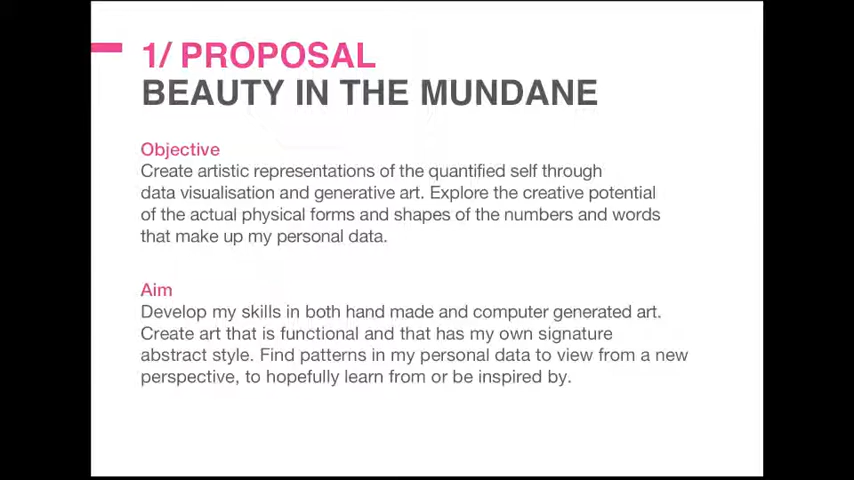 1/ PROPOSAL
BEAUTY IN THE MUNDANE
Objective
Create artistic representations of the quantified self through
data visualisation and generative art. Explore the creative potential
of the actual physical forms and shapes of the numbers and words
that make up my personal data.
Aim
Develop my skills in both hand made and computer generated art.
Create art that is functional and that has my own signature
abstract style. Find patterns in my personal data to view from a new
perspective, to hopefully learn from or be inspired by.